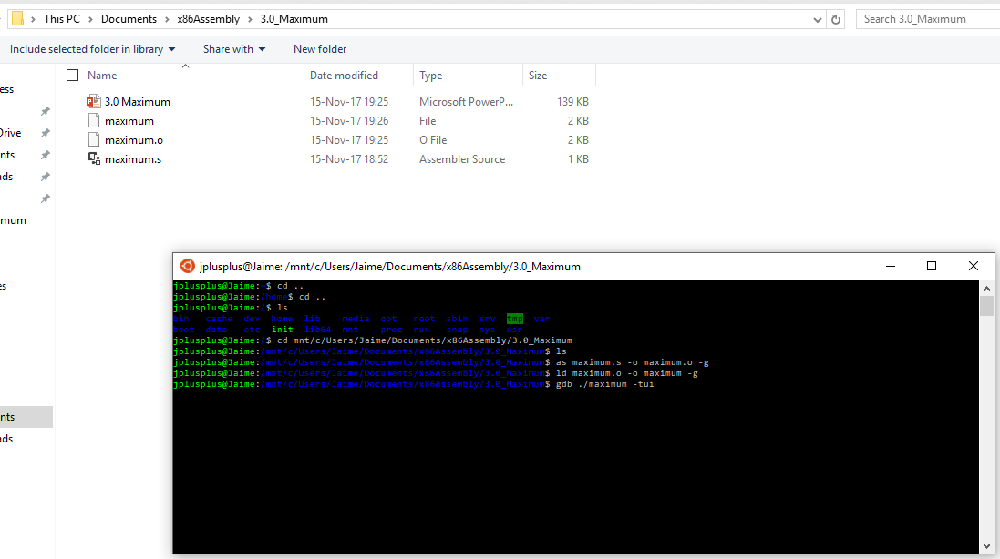 This PC > Documents > x86Assembly > 3.0_Maximum
Search 3.0_Maximum
Include selected folder in library Share with New folder
Name Date modified Type Size
ess
3.0 Maximum 15-Nov-17 19:25 Microsoft PowerP... 139 KB
maximum 15-Nov-17 19:26 File 2 KB
Drive
maximum.o 15-Nov-17 19:25 O File 2 KB
nts
maximum.s 15-Nov-17 18:52 Assembler Source 1 KB
ds
mum
es
nts
ds
jplusplus@Jaime: /mnt/c/Users/Jaime/Documents/x86Assembly/3.0_Maximum
jplusplus@Jaime:~$ cd ..
jplusplus@Jaime:/home$ cd ..
jplusplus@Jaime:/$ ls
bin cache dev home lib media opt root sbin srv tmp var
boot data etc init lib64 mnt proc run snap sys usr
jplusplus@Jaime:/$ cd mnt/c/Users/Jaime/Documents/x86Assembly/3.0_Maximum
jplusplus@Jaime:/mnt/c/Users/Jaime/Documents/x86Assembly/3.0_Maximum$ ls
jplusplus@Jaime:/mnt/c/Users/Jaime/Documents/x86Assembly/3.0_Maximum$ as maximum.s -o maximum.o -g
jplusplus@Jaime:/mnt/c/Users/Jaime/Documents/x86Assembly/3.0_Maximum$ ld maximum.o -o maximum -g
jplusplus@Jaime:/mnt/c/Users/Jaime/Documents/x86Assembly/3.0_Maximum$ gdb ./maximum -tui